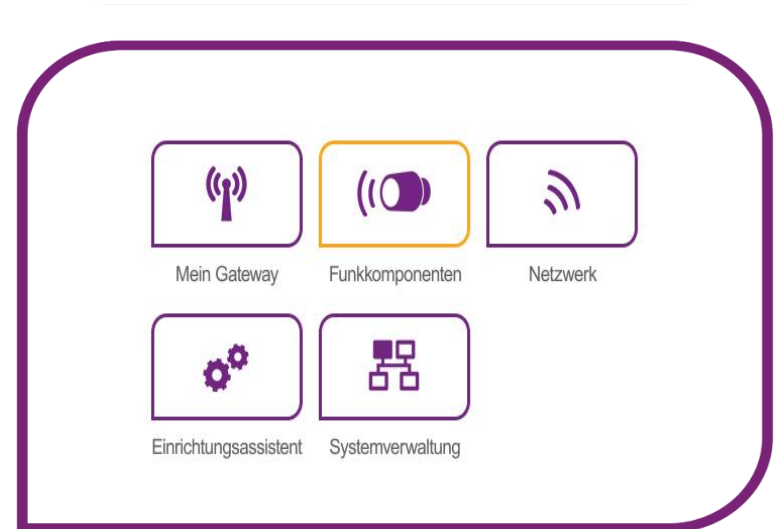 Mein Gateway
Funkkomponenten
Netzwerk
Einrichtungsassistent
Systemverwaltung